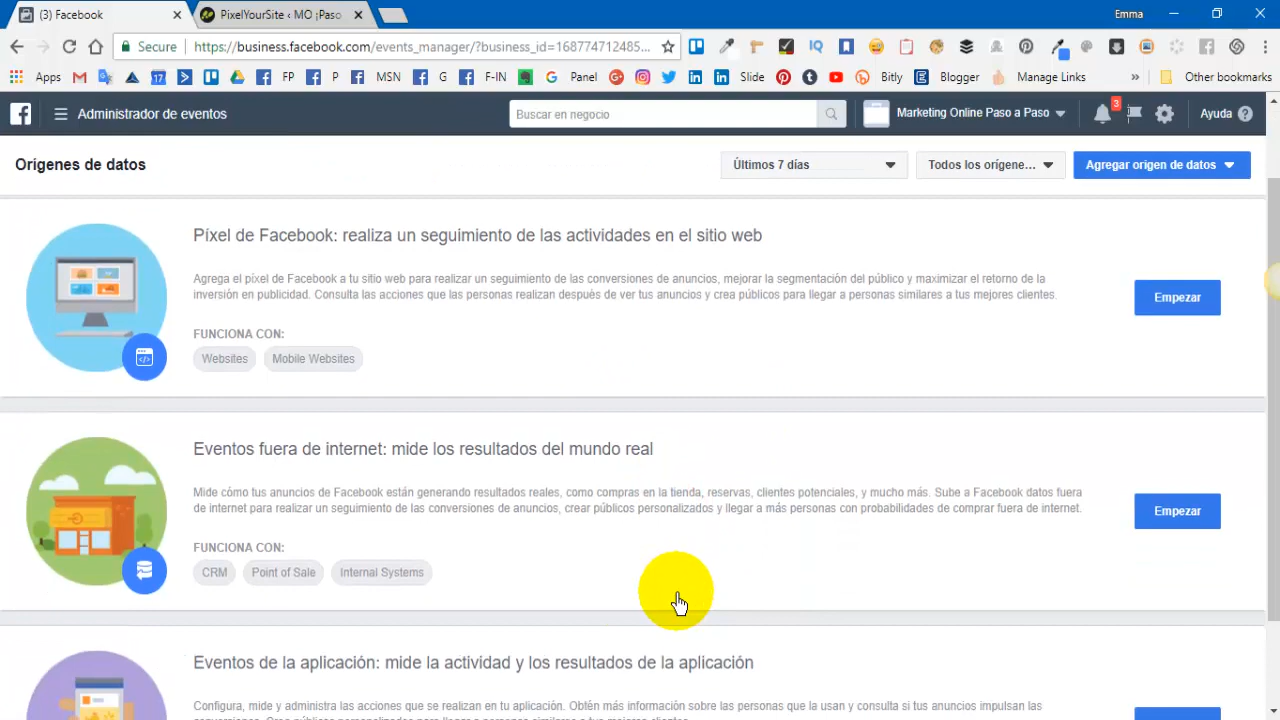 (3) Facebook
PixelYourSite ‹ MO ¡Paso
Emma
Secure
https://business.facebook.com/events_manager/?business_id=168774712485...
Apps
17
FP
P
MSN
G
F-IN
Panel
Slide
Bitly
Blogger
Manage Links
»
Other Bookmarks
Administrador de eventos
Buscar en negocio
Marketing Online Paso a Paso
3
Ayuda
Orígenes de datos
Últimos 7 días
Todos los orígene...
Agregar origen de datos
Píxel de Facebook: realiza un seguimiento de las actividades en el sitio web
Agrega el píxel de Facebook a tu sitio web para realizar un seguimiento de las conversiones de anuncios, mejorar la segmentación del público y maximizar el retorno de la
inversión en publicidad. Consulta las acciones que las personas realizan después de ver tus anuncios y crea públicos para llegar a personas similares a tus mejores clientes.
Empezar
FUNCIONA CON:
Websites
Mobile Websites
Eventos fuera de internet: mide los resultados del mundo real
Mide cómo tus anuncios de Facebook están generando resultados reales, como compras en la tienda, reservas, clientes potenciales, y mucho más. Sube a Facebook datos fuera
de internet para realizar un seguimiento de las conversiones de anuncios, crear públicos personalizados y llegar a más personas con probabilidades de comprar fuera de internet.
Empezar
FUNCIONA CON:
CRM
Point of Sale
Internal Systems
Eventos de la aplicación: mide la actividad y los resultados de la aplicación
Configura, mide y administra las acciones que se realizan en tu aplicación. Obtén más información sobre las personas que la usan y consulta si tus anuncios impulsan las